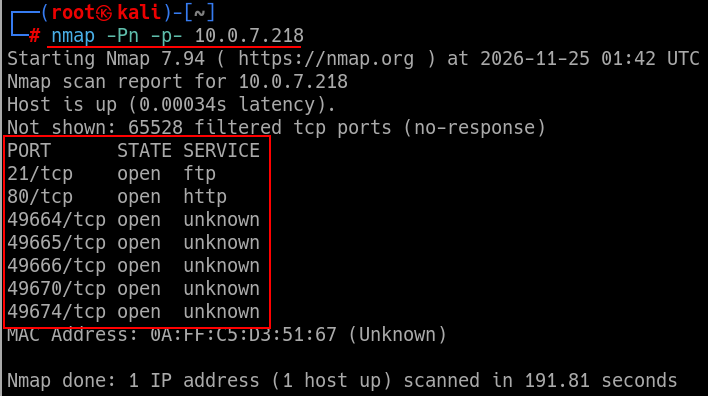 ┌──(root㉿kali)-[~]
└─# nmap -Pn -p- 10.0.7.218
Starting Nmap 7.94 ( https://nmap.org ) at 2026-11-25 01:42 UTC
Nmap scan report for 10.0.7.218
Host is up (0.00034s latency).
Not shown: 65528 filtered tcp ports (no-response)
PORT      STATE SERVICE
21/tcp    open  ftp
80/tcp    open  http
49664/tcp open  unknown
49665/tcp open  unknown
49666/tcp open  unknown
49670/tcp open  unknown
49674/tcp open  unknown
MAC Address: 0A:FF:C5:D3:51:67 (Unknown)
Nmap done: 1 IP address (1 host up) scanned in 191.81 seconds